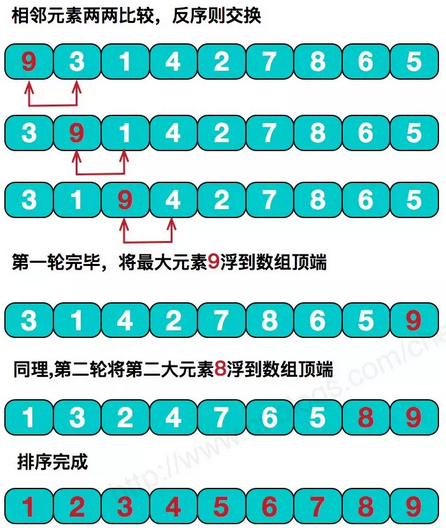 相邻元素两两比较，反序则交换
9 3 1 4 2 7 8 6 5
3 9 1 4 2 7 8 6 5
3 1 9 4 2 7 8 6 5
第一轮完毕，将最大元素9浮到数组顶端
3 1 4 2 7 8 6 5 9
同理,第二轮将第二大元素8浮到数组顶端
1 3 2 4 7 6 5 8 9
排序完成
1 2 3 4 5 6 7 8 9